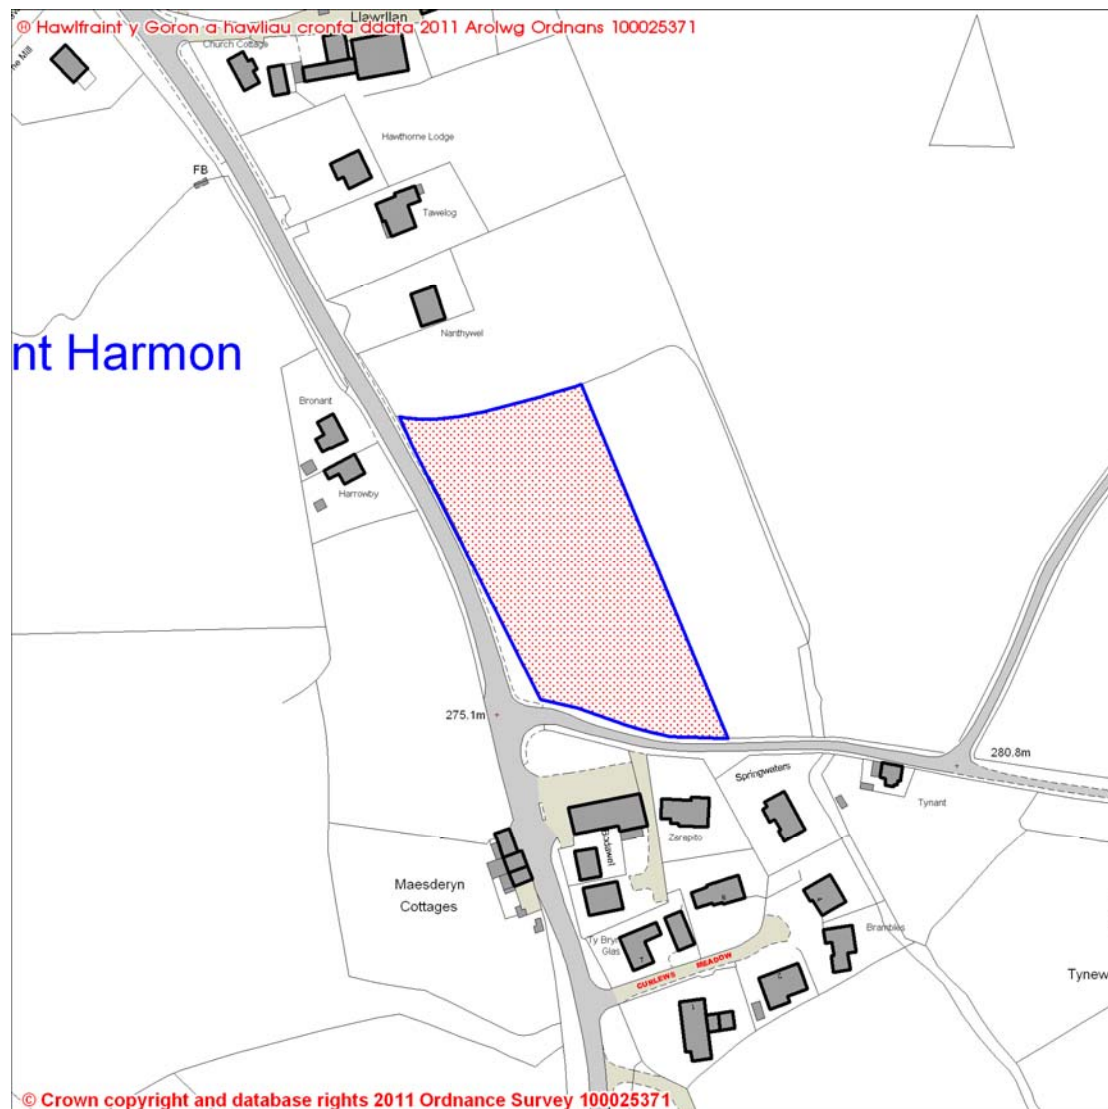 ® Hawlfraint y Goron a hawliau cronfa ddata 2011 Arolwg Ordnans 100025371
Llawrllan
Church Cottage
Mill
FB
Hawthorne Lodge
Tawelog
Nanthywel
nt Harmon
Bronant
Harrowby
275.1m
280.8m
Springwaters
Tynant
Zarepito
Maesderyn
Cottages
Ty Bryn
Glas
Brambles
CURLEWS MEADOW
Tynew
© Crown copyright and database rights 2011 Ordnance Survey 100025371